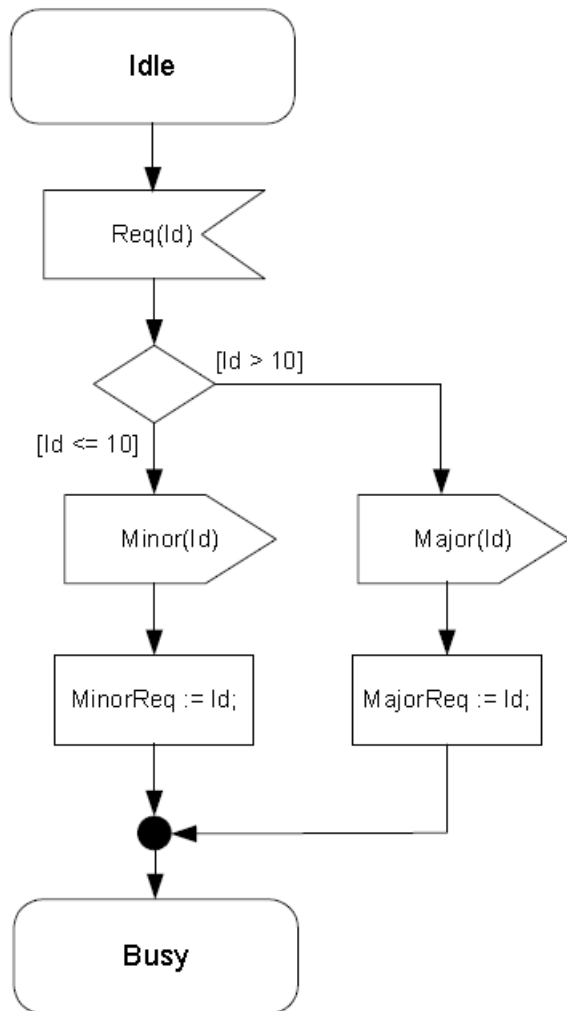 Idle
Req(Id)
[Id > 10]
[Id <= 10]
Minor(Id)
Major(Id)
MinorReq := Id;
MajorReq := Id;
Busy